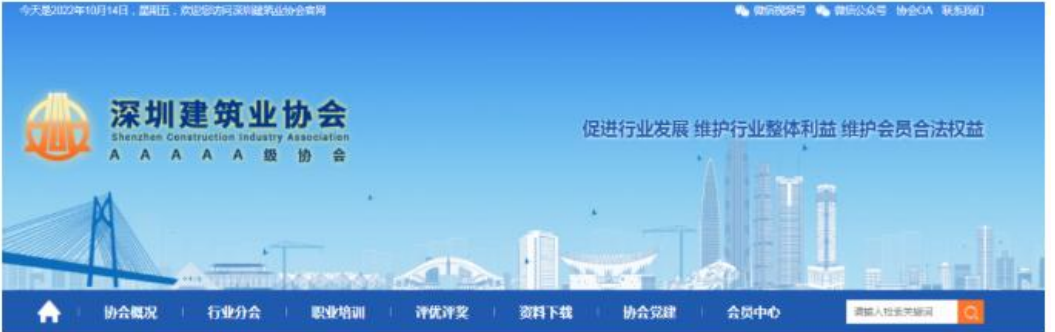 今天是2022年10月14日，星期五，欢迎您访问深圳建筑业协会官网
微信视频号 微信公众号 协会OA 联系我们
深圳建筑业协会
Shenzhen Construction Industry Association
AAAAA级协会
促进行业发展 维护行业整体利益 维护会员合法权益
协会概况 行业分会 职业培训 评优评奖 资料下载 协会党建 会员中心 请输入检索关键词